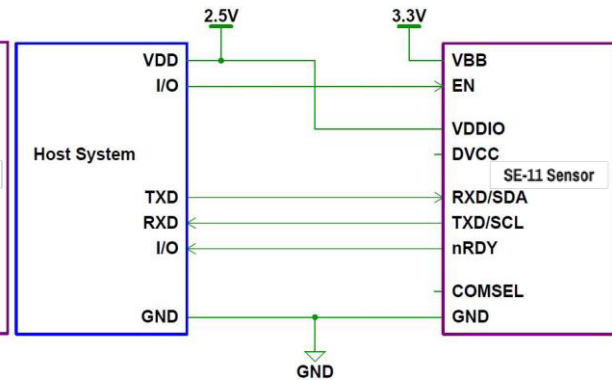 2.5V
3.3V
VDD
I/O
Host System
TXD
RXD
I/O
GND
VBB
EN
VDDIO
DVCC
SE-11 Sensor
RXD/SDA
TXD/SCL
nRDY
COMSEL
GND
GND